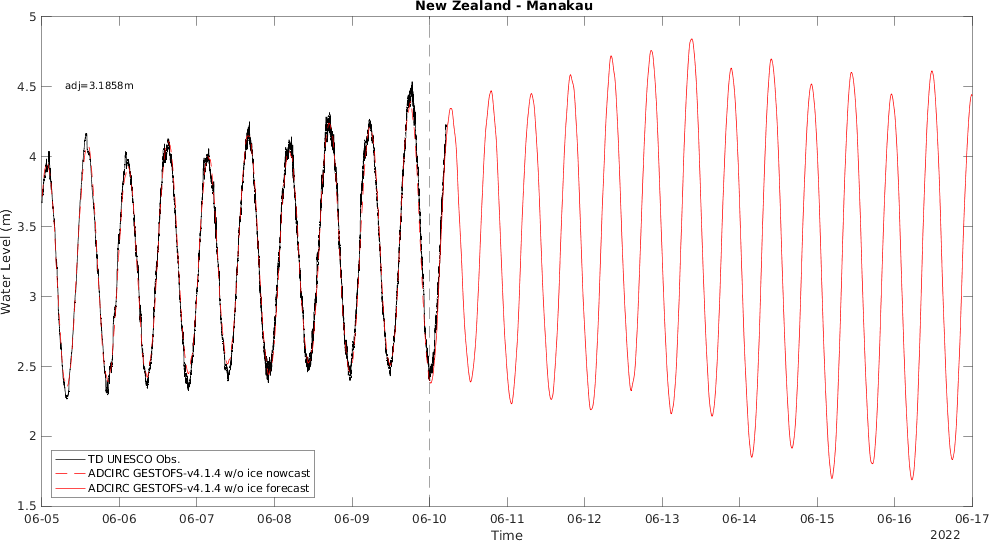 New Zealand - Manakau
5
4.5
4
3.5
3
2.5
2
1.5
Water Level (m)
adj=3.1858m
TD UNESCO Obs.
ADCIRC GESTOFS-v4.1.4 w/o ice nowcast
ADCIRC GESTOFS-v4.1.4 w/o ice forecast
06-05 06-06 06-07 06-08 06-09 06-10 06-11 06-12 06-13 06-14 06-15 06-16 06-17
Time
2022